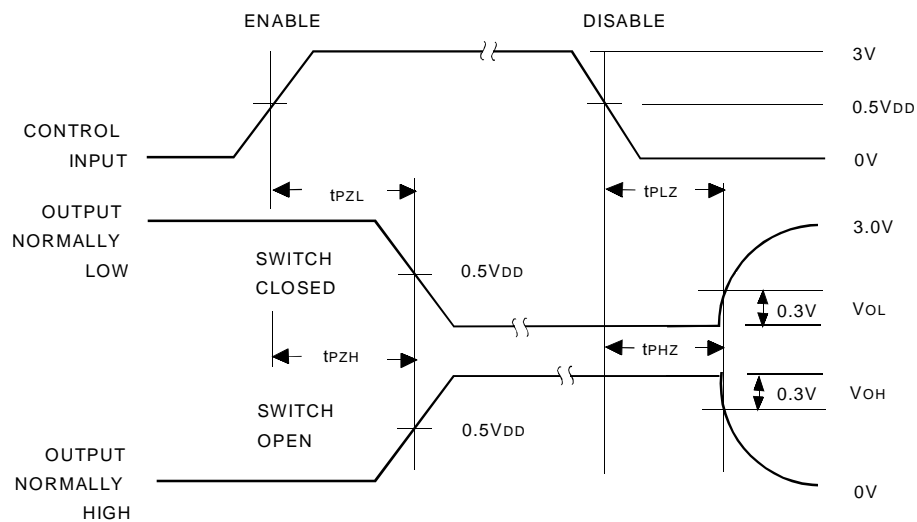 ENABLE
DISABLE
3V
0.5VDD
CONTROL
INPUT
0V
tPZL
tPLZ
OUTPUT
NORMALLY
LOW
3.0V
SWITCH
CLOSED
0.5VDD
0.3V
VOL
tPZH
tPHZ
0.3V
VOH
SWITCH
OPEN
0.5VDD
OUTPUT
NORMALLY
HIGH
0V